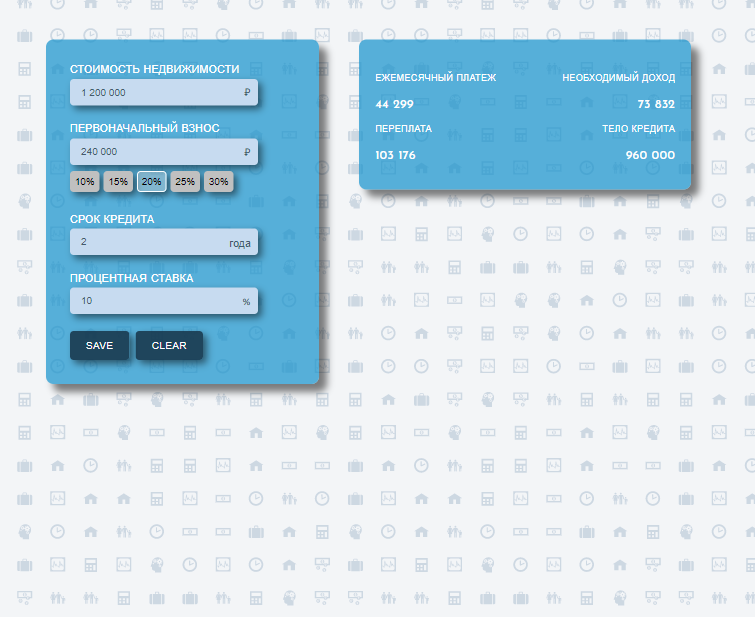 СТОИМОСТЬ НЕДВИЖИМОСТИ
1 200 000 ₽
ПЕРВОНАЧАЛЬНЫЙ ВЗНОС
240 000 ₽
10% 15% 20% 25% 30%
СРОК КРЕДИТА
2 года
ПРОЦЕНТНАЯ СТАВКА
10 %
SAVE CLEAR
ЕЖЕМЕСЯЧНЫЙ ПЛАТЕЖ НЕОБХОДИМЫЙ ДОХОД
44 299 73 832
ПЕРЕПЛАТА ТЕЛО КРЕДИТА
103 176 960 000